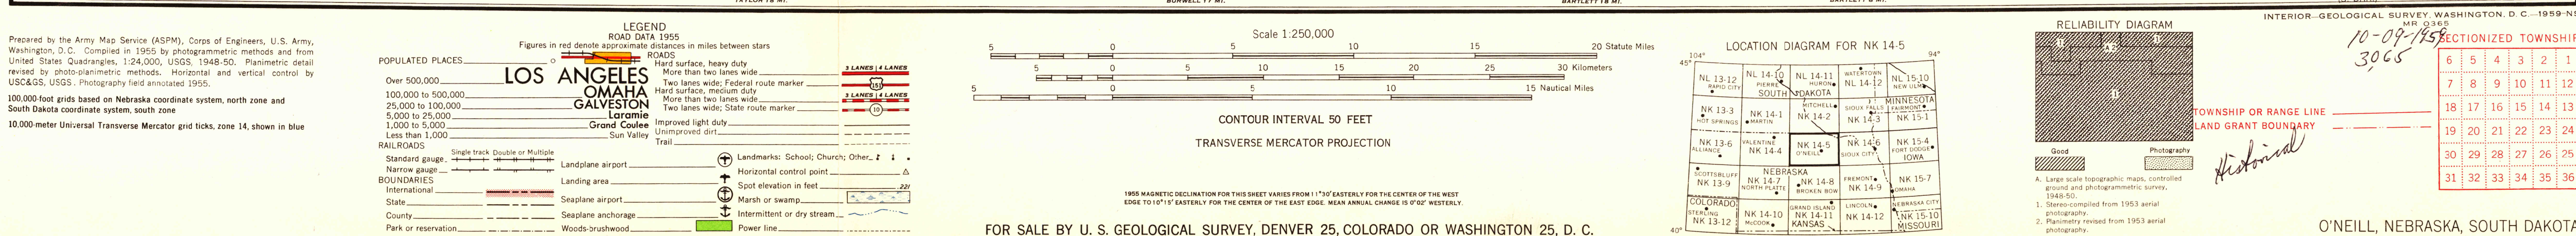 TAYLOR 18 MI.
BURWELL 17 MI.
BARTLETT 18 MI.
INTERIOR—GEOLOGICAL SURVEY, WASHINGTON, D. C.—1959
MR 0365
Prepared by the Army Map Service (ASPM), Corps of Engineers, U.S. Army,
Washington, D.C. Compiled in 1955 by photogrammetric methods and from
United States Quadrangles, 1:24,000, USGS, 1948-50. Planimetric detail
revised by photo-planimetric methods. Horizontal and vertical control by
USC&GS, USGS. Photography field annotated 1955.
100,000-foot grids based on Nebraska coordinate system, north zone and
South Dakota coordinate system, south zone
10.000-meter Universal Transverse Mercator grid ticks, zone 14, shown in blue
LEGEND
ROAD DATA 1955
Figures in red denote approximate distances in miles between stars
POPULATED PLACES
Over 500,000 LOS ANGELES
100,000 to 500,000 OMAHA
25,000 to 100,000 GALVESTON
5,000 to 25,000 Laramie
1,000 to 5,000 Grand Coulee
Less than 1,000 Sun Valley
ROADS
Hard surface, heavy duty
More than two lanes wide 3 LANES | 4 LANES
Two lanes wide; Federal route marker 151
Hard surface, medium duty
More than two lanes wide 3 LANES | 4 LANES
Two lanes wide; State route marker 10
Improved light duty
Unimproved dirt
Trail
RAILROADS
Single track Double or Multiple
Standard gauge
Narrow gauge
BOUNDARIES
International
State
County
Park or reservation
Landplane airport
Landing area
Seaplane airport
Seaplane anchorage
Woods-brushwood
Landmarks: School; Church; Other
Horizontal control point
Spot elevation in feet .221
Marsh or swamp
Intermittent or dry stream
Power line
Scale 1:250,000
5 0 5 10 15 20 Statute Miles
5 0 5 10 15 20 25 30 Kilometers
5 0 5 10 15 Nautical Miles
CONTOUR INTERVAL 50 FEET
TRANSVERSE MERCATOR PROJECTION
1955 MAGNETIC DECLINATION FOR THIS SHEET VARIES FROM 11°30' EASTERLY FOR THE CENTER OF THE WEST
EDGE TO 10°15' EASTERLY FOR THE CENTER OF THE EAST EDGE. MEAN ANNUAL CHANGE IS 0°02' WESTERLY.
FOR SALE BY U. S. GEOLOGICAL SURVEY, DENVER 25, COLORADO OR WASHINGTON 25, D. C.
LOCATION DIAGRAM FOR NK 14-5
104° 94°
45°
NL 13-12 NL 14-10 NL 14-11 WATERTOWN NL 15-10
RAPID CITY PIERRE HURON NL 14-12 NEW ULM
SOUTH DAKOTA MINNESOTA
NK 13-3 NK 14-1 MITCHELL SIOUX FALLS FAIRMONT
HOT SPRINGS MARTIN NK 14-2 NK 14-3 NK 15-1
NK 13-6 VALENTINE NK 14-5 NK 14-6 NK 15-4
ALLIANCE NK 14-4 O'NEILL SIOUX CITY FORT DODGE
IOWA
NEBRASKA
SCOTTSBLUFF NK 14-7 NK 14-8 FREMONT NK 15-7
NK 13-9 NORTH PLATTE BROKEN BOW NK 14-9 OMAHA
COLORADO GRAND ISLAND LINCOLN NEBRASKA CITY
STERLING NK 14-10 NK 14-11 NK 14-12 NK 15-10
NK 13-12 McCOOK KANSAS MISSOURI
40°
RELIABILITY DIAGRAM
A 2
1
Good Photography
A. Large scale topographic maps, controlled
ground and photogrammetric survey,
1948-50.
1. Stereo-compiled from 1953 aerial
photography.
2. Planimetry revised from 1953 aerial
photography.
10-09-1959
3065
Historical
SECTIONIZED TOWNSHIP
6 5 4 3 2 1
7 8 9 10 11 12
18 17 16 15 14 13
19 20 21 22 23 24
30 29 28 27 26 25
31 32 33 34 35 36
TOWNSHIP OR RANGE LINE
LAND GRANT BOUNDARY
O'NEILL, NEBRASKA, SOUTH DAKOTA